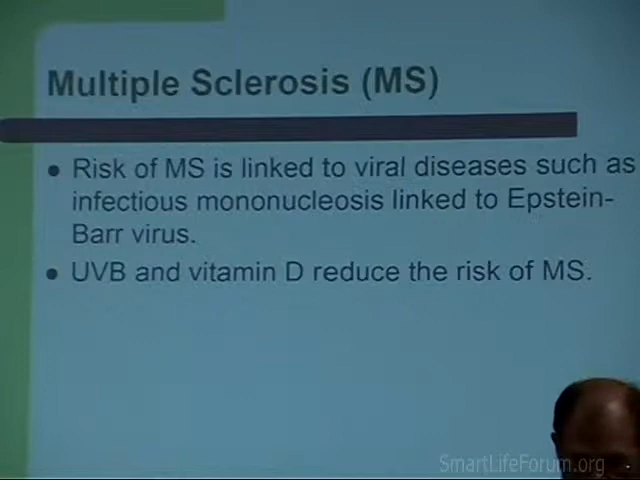 Multiple Sclerosis (MS)
Risk of MS is linked to viral diseases such as
infectious mononucleosis linked to Epstein-
Barr virus.
UVB and vitamin D reduce the risk of MS.
SmartLifeForum.org